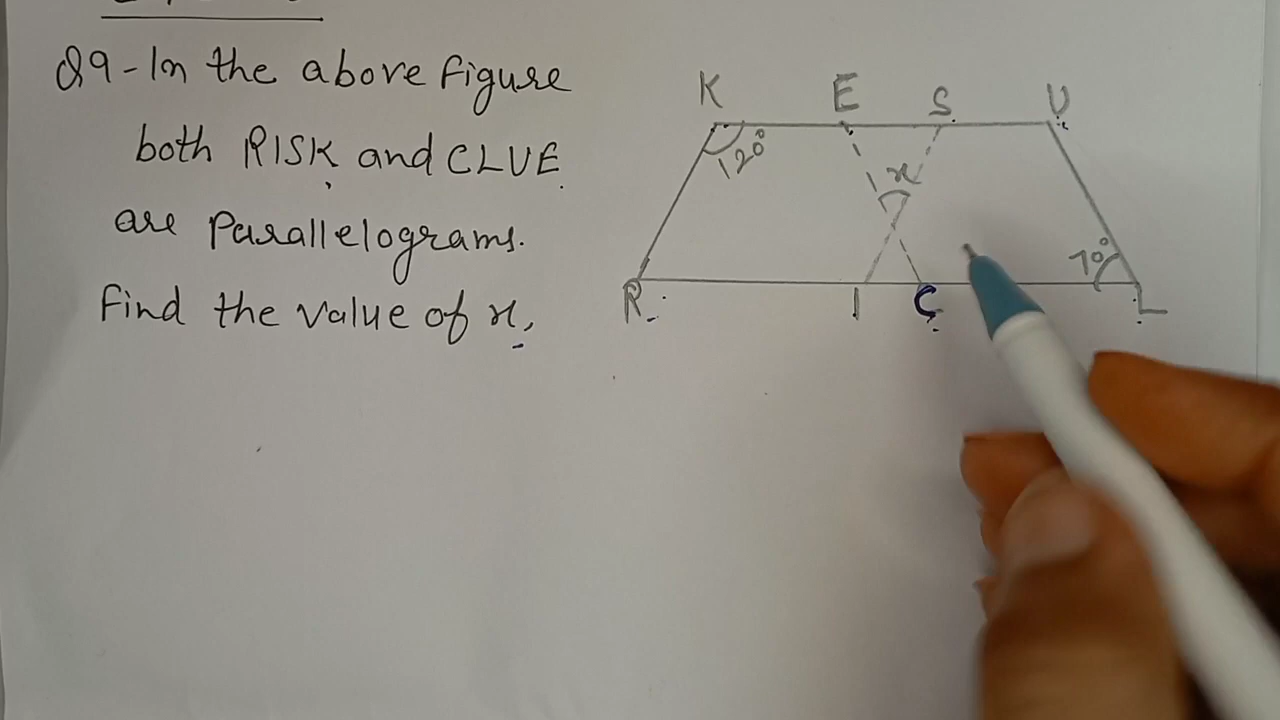 Q9-In the above figure
both RISK and CLUE
are Parallelograms.
Find the value of x.
K E S U
120°
x
70°
R I C L